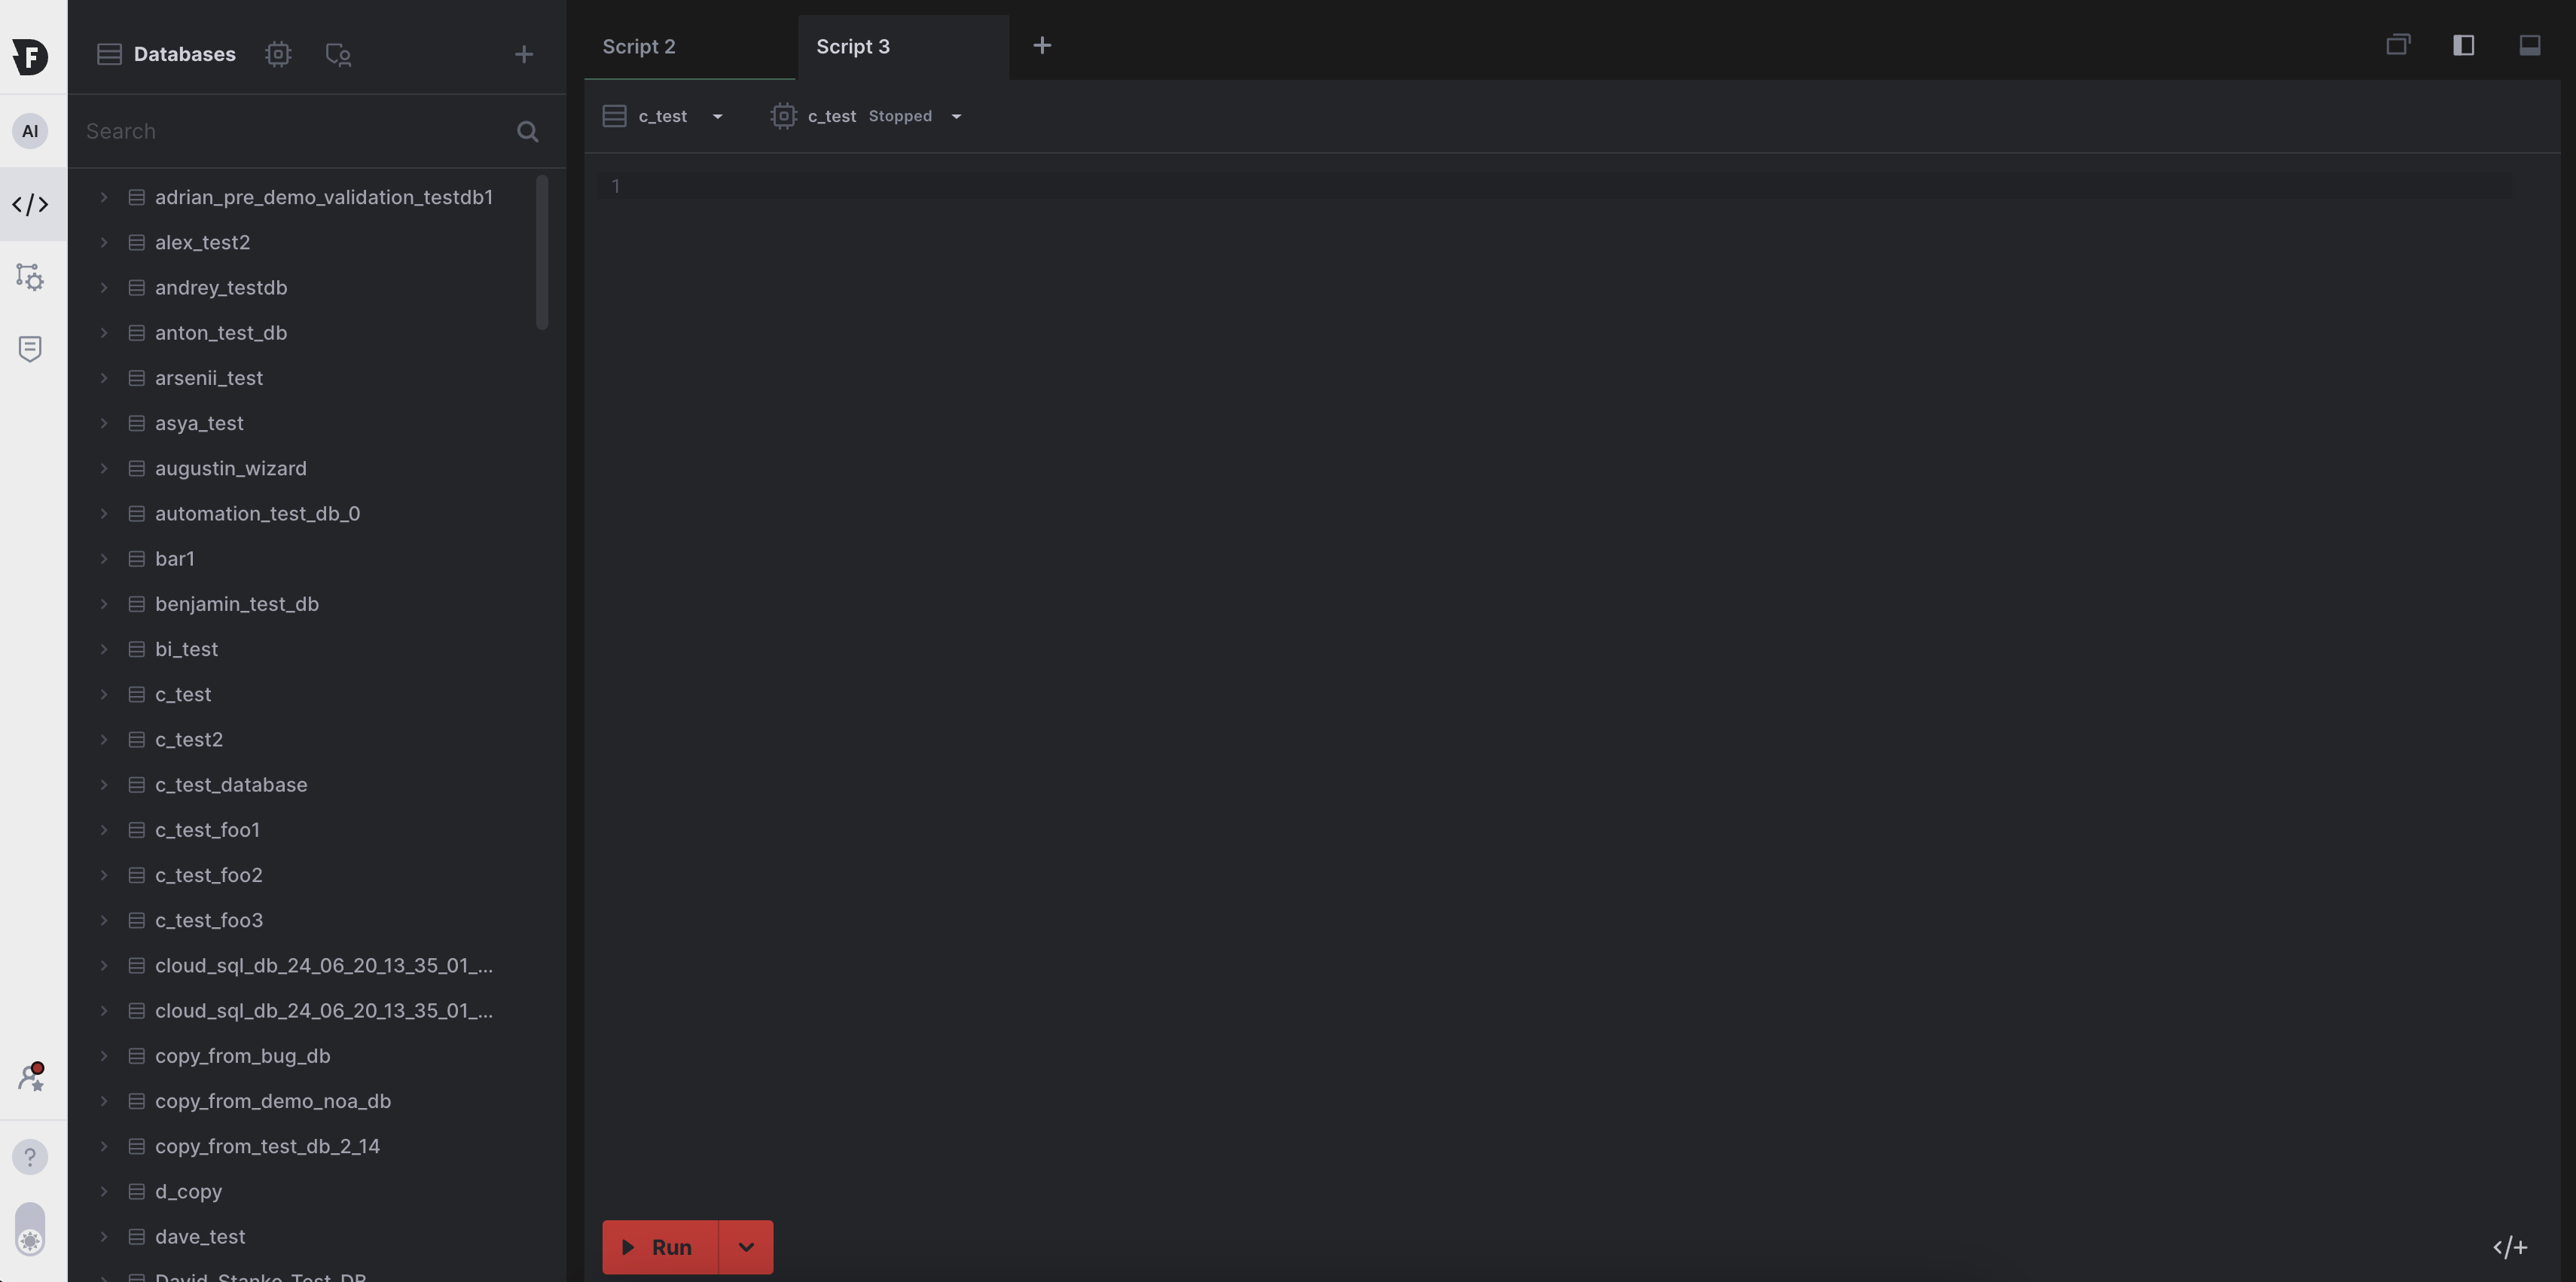 F
AI
Databases
Search
adrian_pre_demo_validation_testdb1
alex_test2
andrey_testdb
anton_test_db
arsenii_test
asya_test
augustin_wizard
automation_test_db_0
bar1
benjamin_test_db
bi_test
c_test
c_test2
c_test_database
c_test_foo1
c_test_foo2
c_test_foo3
cloud_sql_db_24_06_20_13_35_01_...
cloud_sql_db_24_06_20_13_35_01_...
copy_from_bug_db
copy_from_demo_noa_db
copy_from_test_db_2_14
d_copy
dave_test
David_Stanke_Test_DB
Script 2
Script 3
c_test
c_test Stopped
1
Run